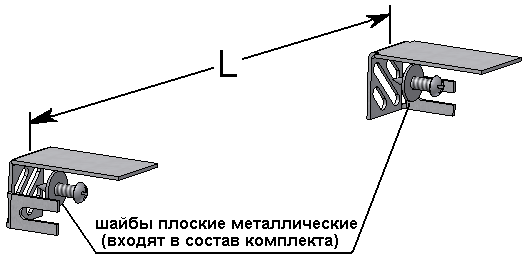 L
шайбы плоские металлические
(входят в состав комплекта)